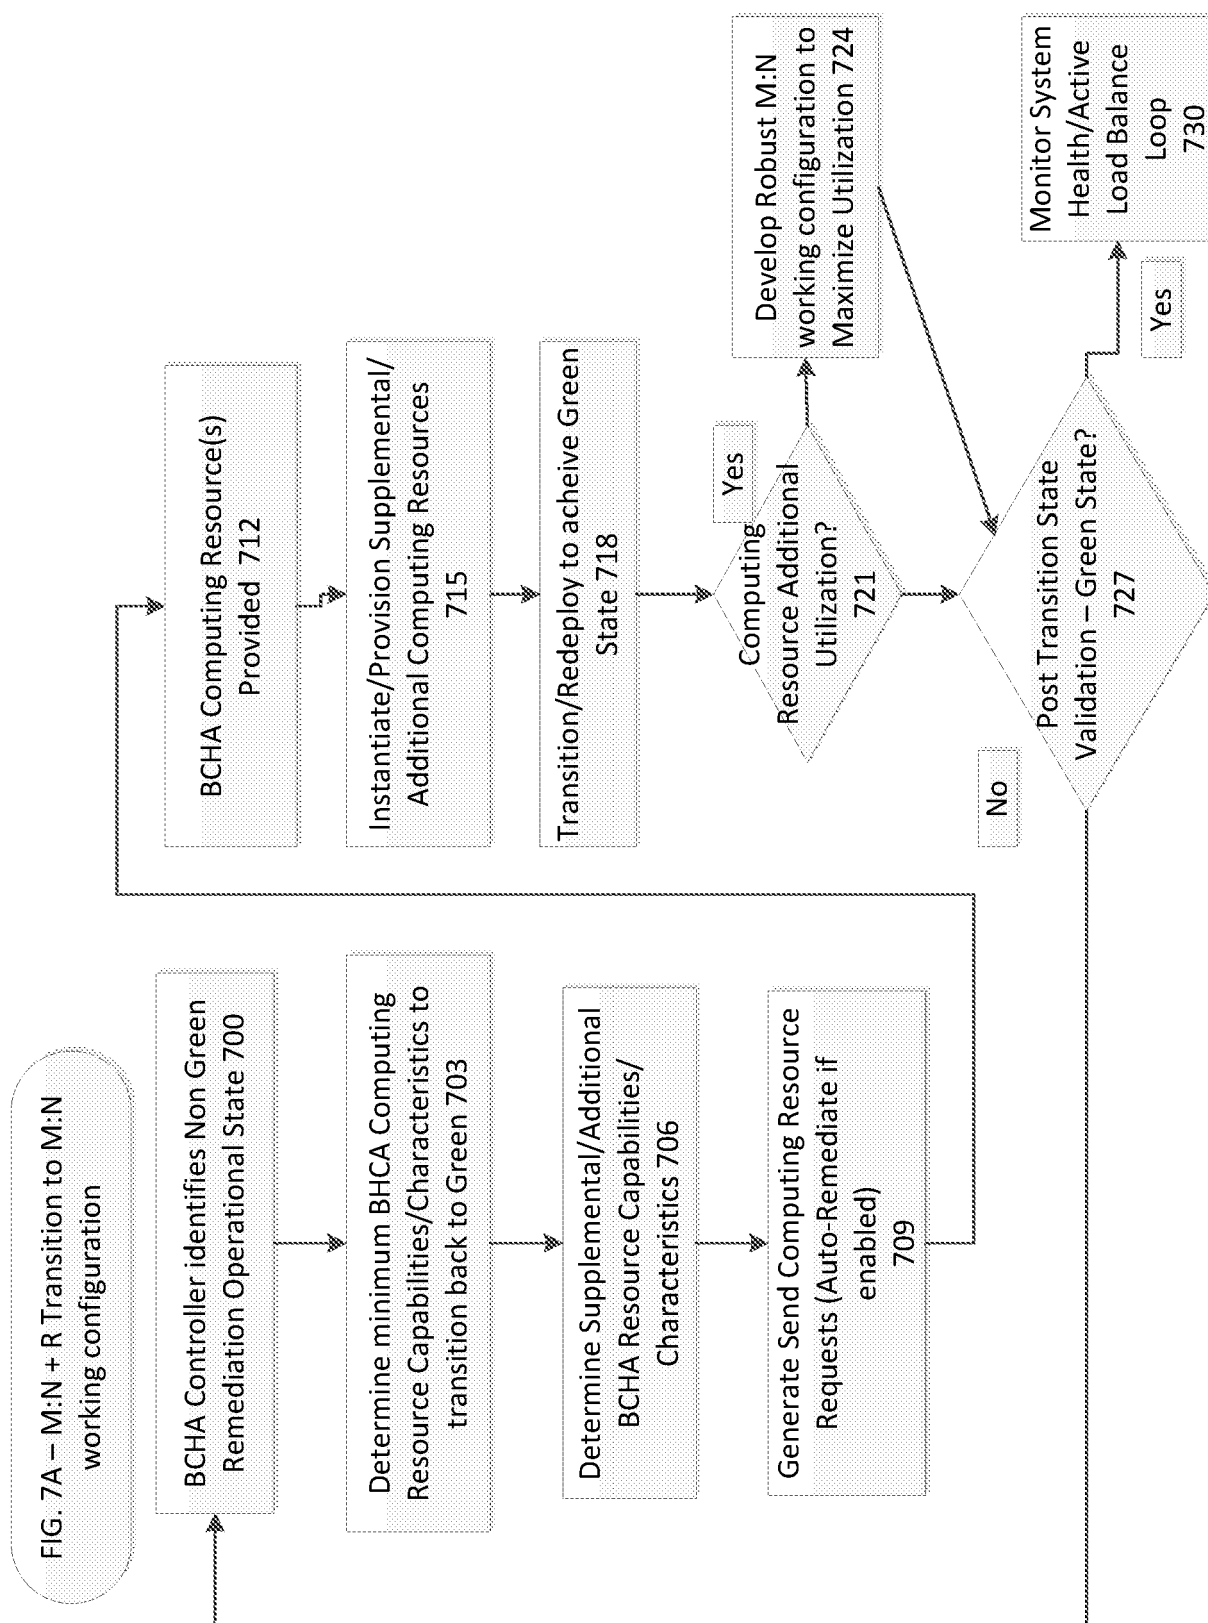 FIG. 7A – M:N + R Transition to M:N
working configuration
BCHA Controller identifies Non Green
Remediation Operational State 700
Determine minimum BHCA Computing
Resource Capabilities/Characteristics to
transition back to Green 703
Determine Supplemental/Additional
BCHA Resource Capabilities/
Characteristics 706
Generate Send Computing Resource
Requests (Auto-Remediate if
enabled)
709
BCHA Computing Resource(s)
Provided 712
Instantiate/Provision Supplemental/
Additional Computing Resources
715
Transition/Redeploy to acheive Green
State 718
Computing
Resource Additional
Utilization?
721
Yes
Develop Robust M:N
working configuration to
Maximize Utilization 724
Post Transition State
Validation – Green State?
727
No
Yes
Monitor System
Health/Active
Load Balance
Loop
730